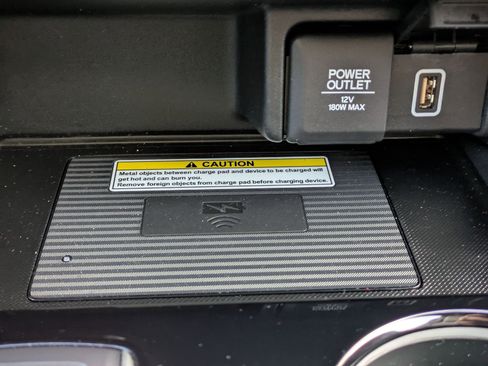 POWER
OUTLET
12V
180W MAX
CAUTION
Metal objects between charge pad and device to be charged will
get hot and can burn you.
Remove foreign objects from charge pad before charging device.